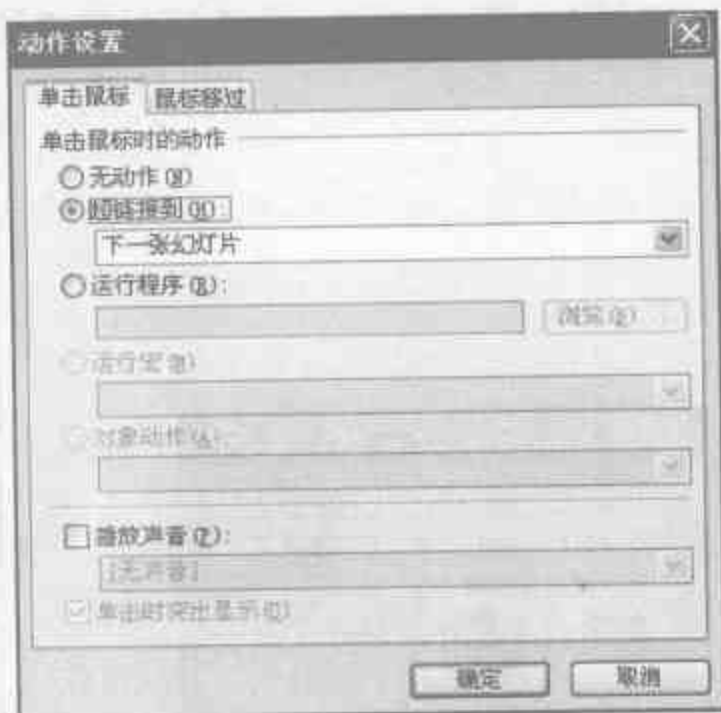 动作设置
单击鼠标 鼠标移过
单击鼠标时的动作
无动作(N)
超链接到(H):
下一张幻灯片
运行程序(R):
浏览(B)
运行宏(M)
对象动作(A):
播放声音(P):
[无声音]
单击时突出显示(C)
确定 取消